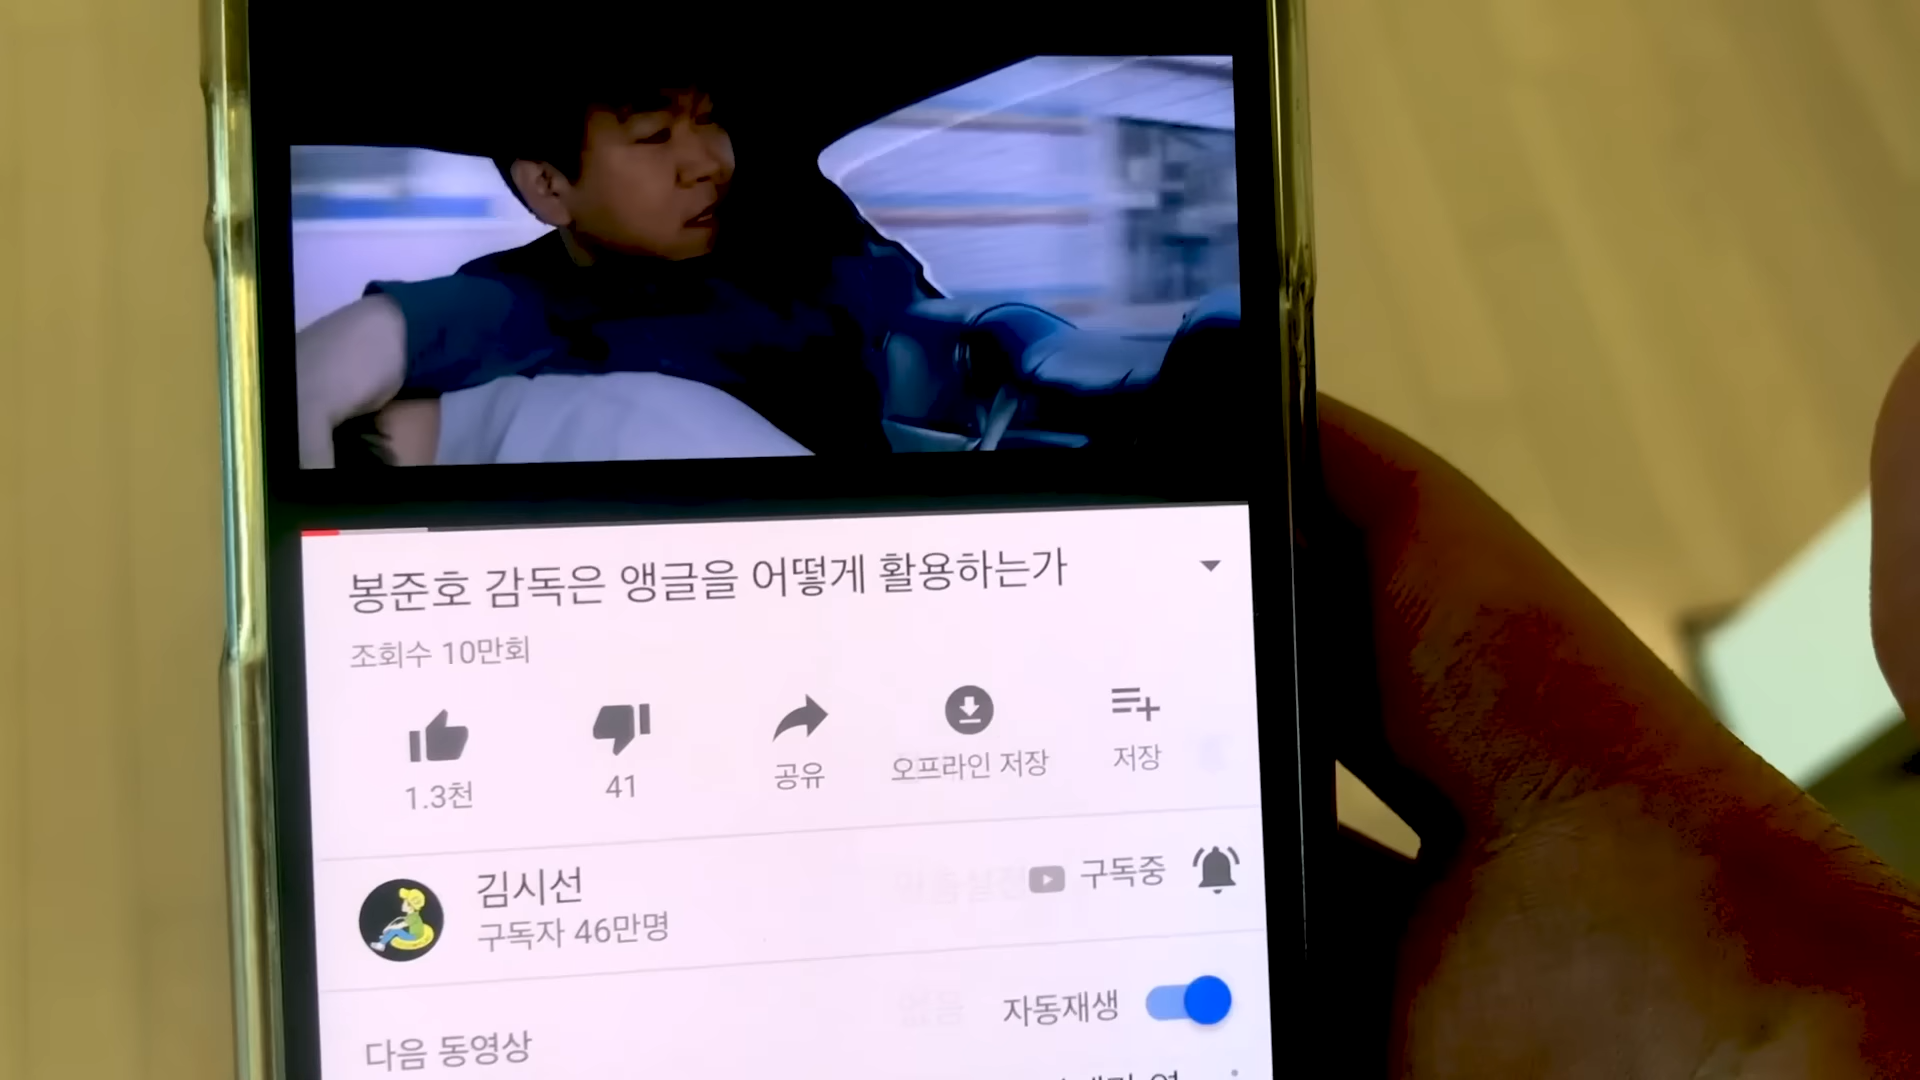 봉준호 감독은 앵글을 어떻게 활용하는가
조회수 10만회
1.3천
41
공유
오프라인 저장
저장
김시선
구독자 46만명
구독중
자동재생
다음 동영상